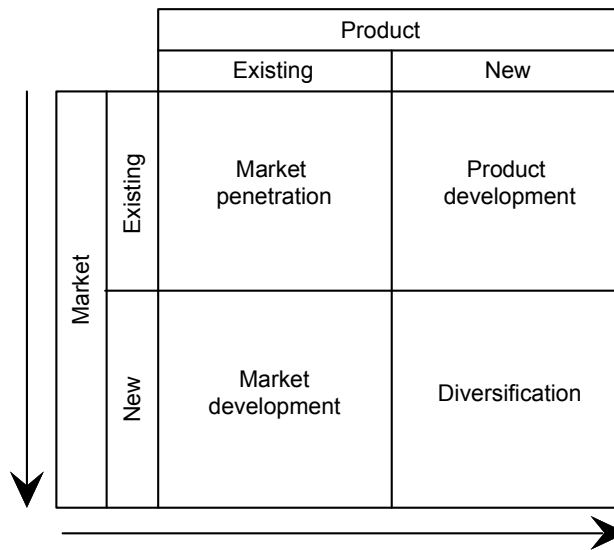 Product
Existing
New
Market
Existing
Market
penetration
Product
development
New
Market
development
Diversification